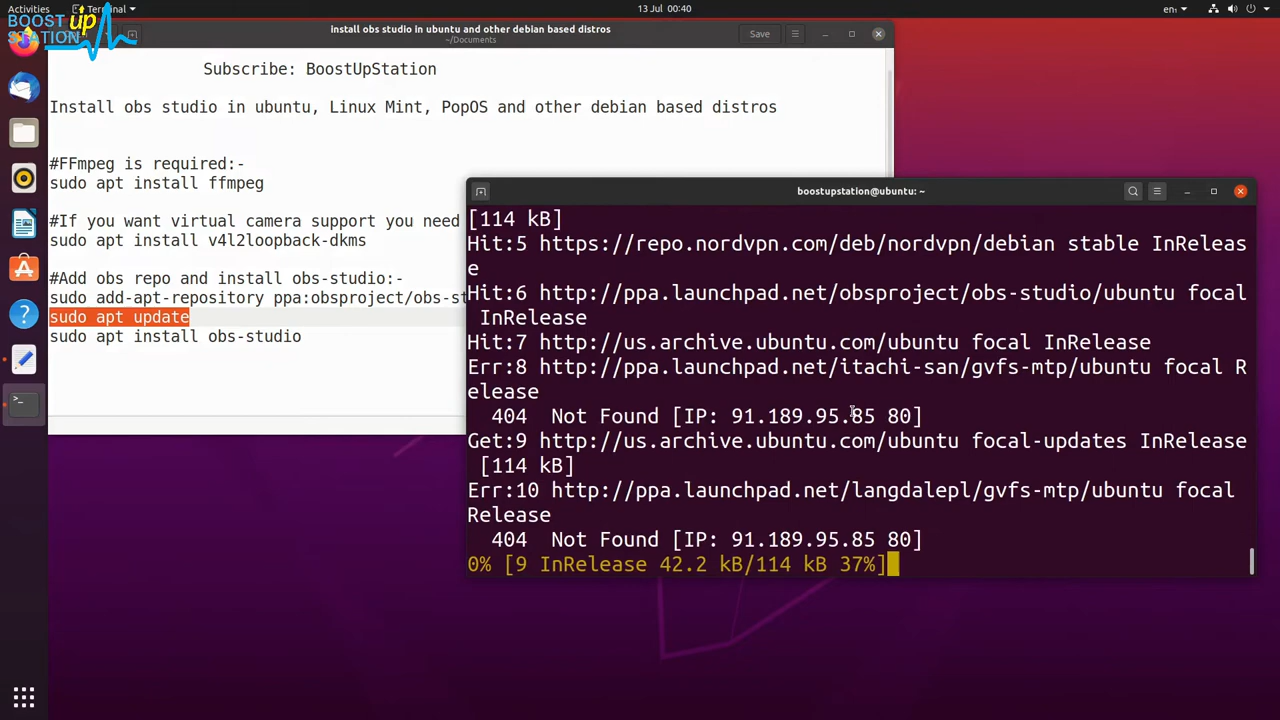 Activities
Terminal
13 Jul 00:40
en
BOOST up
STATION
Install obs studio in ubuntu and other debian based distros
~/Documents
Save
Subscribe: BoostUpStation
Install obs studio in ubuntu, Linux Mint, PopOS and other debian based distros
#FFmpeg is required:-
sudo apt install ffmpeg
#If you want virtual camera support you need
sudo apt install v4l2loopback-dkms
#Add obs repo and install obs-studio:-
sudo add-apt-repository ppa:obsproject/obs-st
sudo apt update
sudo apt install obs-studio
boostupstation@ubuntu: ~
[114 kB]
Hit:5 https://repo.nordvpn.com/deb/nordvpn/debian stable InReleas
e
Hit:6 http://ppa.launchpad.net/obsproject/obs-studio/ubuntu focal
InRelease
Hit:7 http://us.archive.ubuntu.com/ubuntu focal InRelease
Err:8 http://ppa.launchpad.net/itachi-san/gvfs-mtp/ubuntu focal R
elease
404 Not Found [IP: 91.189.95.85 80]
Get:9 http://us.archive.ubuntu.com/ubuntu focal-updates InRelease
[114 kB]
Err:10 http://ppa.launchpad.net/langdalepl/gvfs-mtp/ubuntu focal
Release
404 Not Found [IP: 91.189.95.85 80]
0% [9 InRelease 42.2 kB/114 kB 37%]